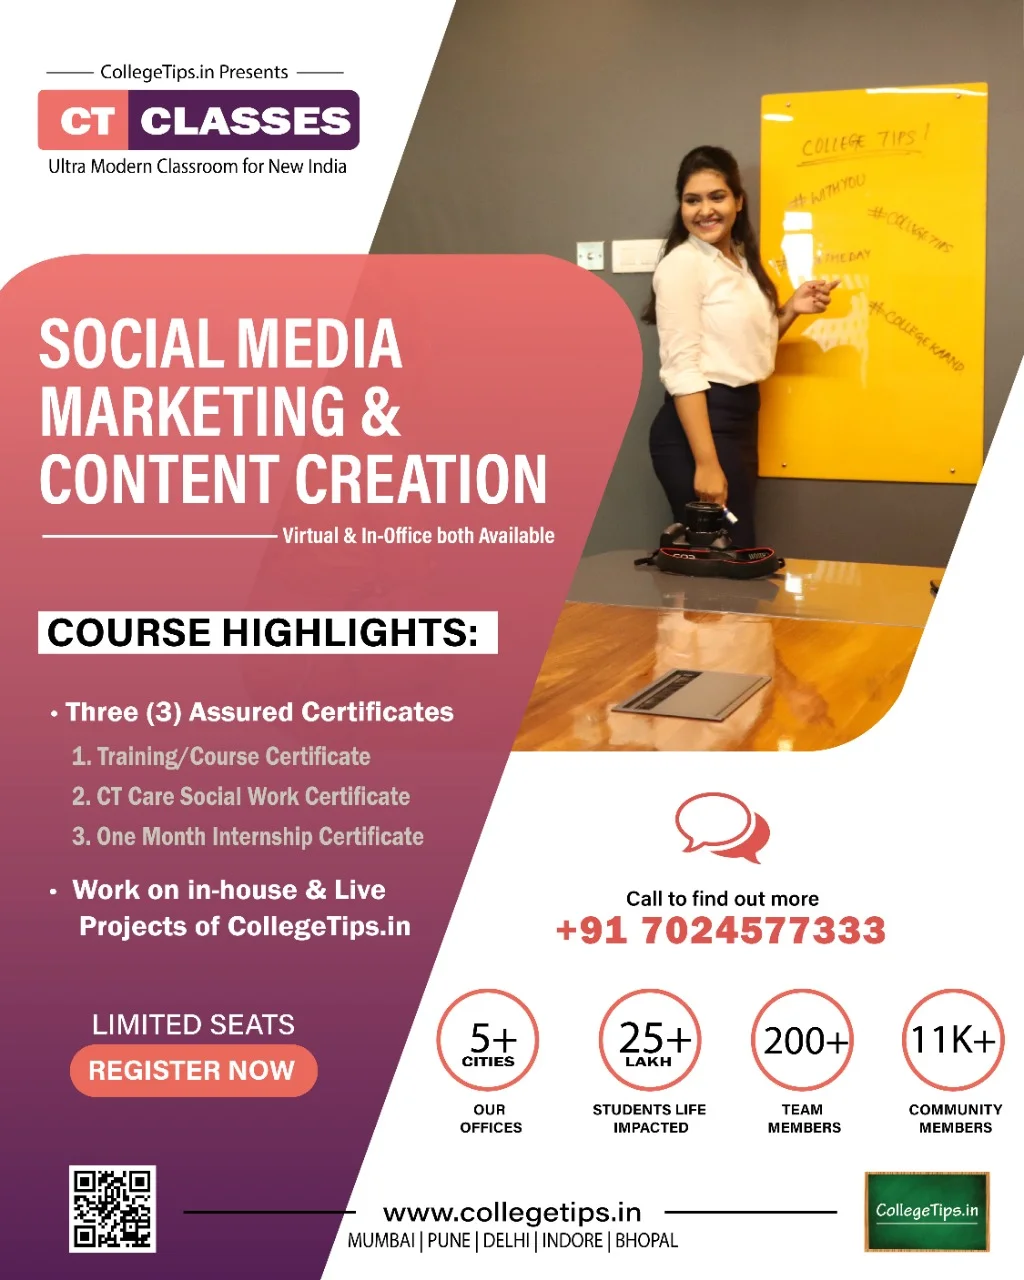 CollegeTips.in Presents
CT CLASSES
Ultra Modern Classroom for New India
COLLEGE TIPS!
#WITHYOU
#COLLEGETIPS
#COLLEGEKAAND
SOCIAL MEDIA
MARKETING &
CONTENT CREATION
Virtual & In-Office both Available
COURSE HIGHLIGHTS:
• Three (3) Assured Certificates
1. Training/Course Certificate
2. CT Care Social Work Certificate
3. One Month Internship Certificate
• Work on in-house & Live
Projects of CollegeTips.in
LIMITED SEATS
REGISTER NOW
Call to find out more
+91 7024577333
5+
CITIES
OUR
OFFICES
25+
LAKH
STUDENTS LIFE
IMPACTED
200+
TEAM
MEMBERS
11K+
COMMUNITY
MEMBERS
www.collegetips.in
MUMBAI | PUNE | DELHI | INDORE | BHOPAL
CollegeTips.in